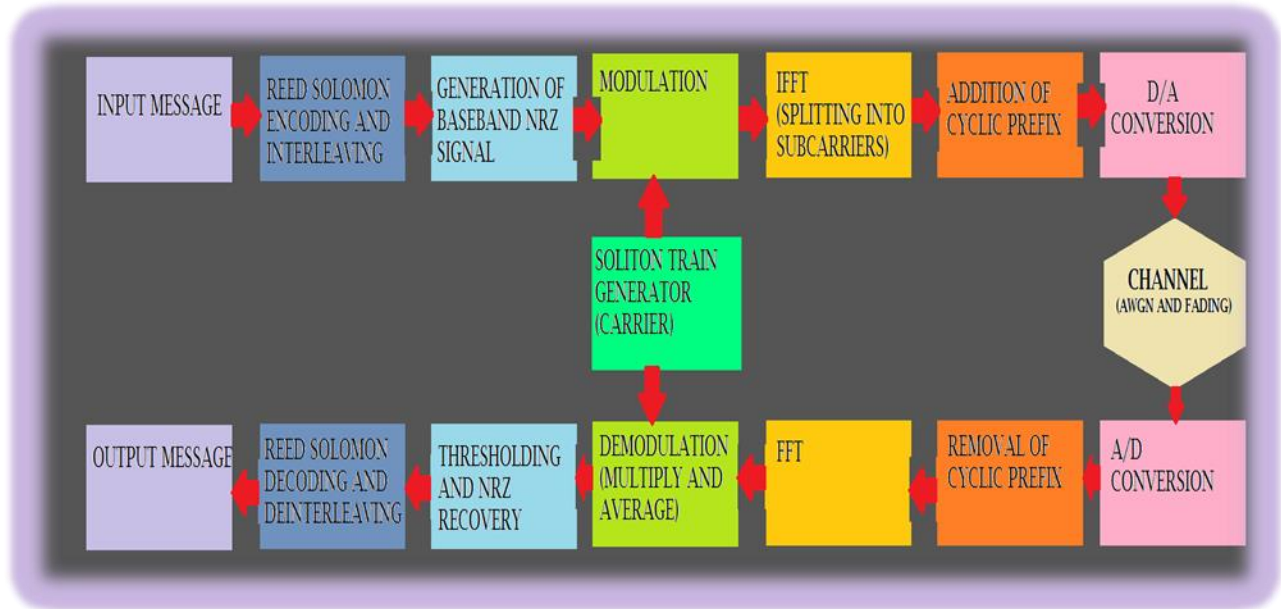 INPUT MESSAGE
REED SOLOMON
ENCODING AND
INTERLEAVING
GENERATION OF
BASEBAND NRZ
SIGNAL
MODULATION
IFFT
(SPLITTING INTO
SUBCARRIERS)
ADDITION OF
CYCLIC PREFIX
D/A
CONVERSION
SOLITON TRAIN
GENERATOR
(CARRIER)
CHANNEL
(AWGN AND FADING)
OUTPUT MESSAGE
REED SOLOMON
DECODING AND
DEINTERLEAVING
THRESHOLDING
AND NRZ
RECOVERY
DEMODULATION
(MULTIPLY AND
AVERAGE)
FFT
REMOVAL OF
CYCLIC PREFIX
A/D
CONVERSION